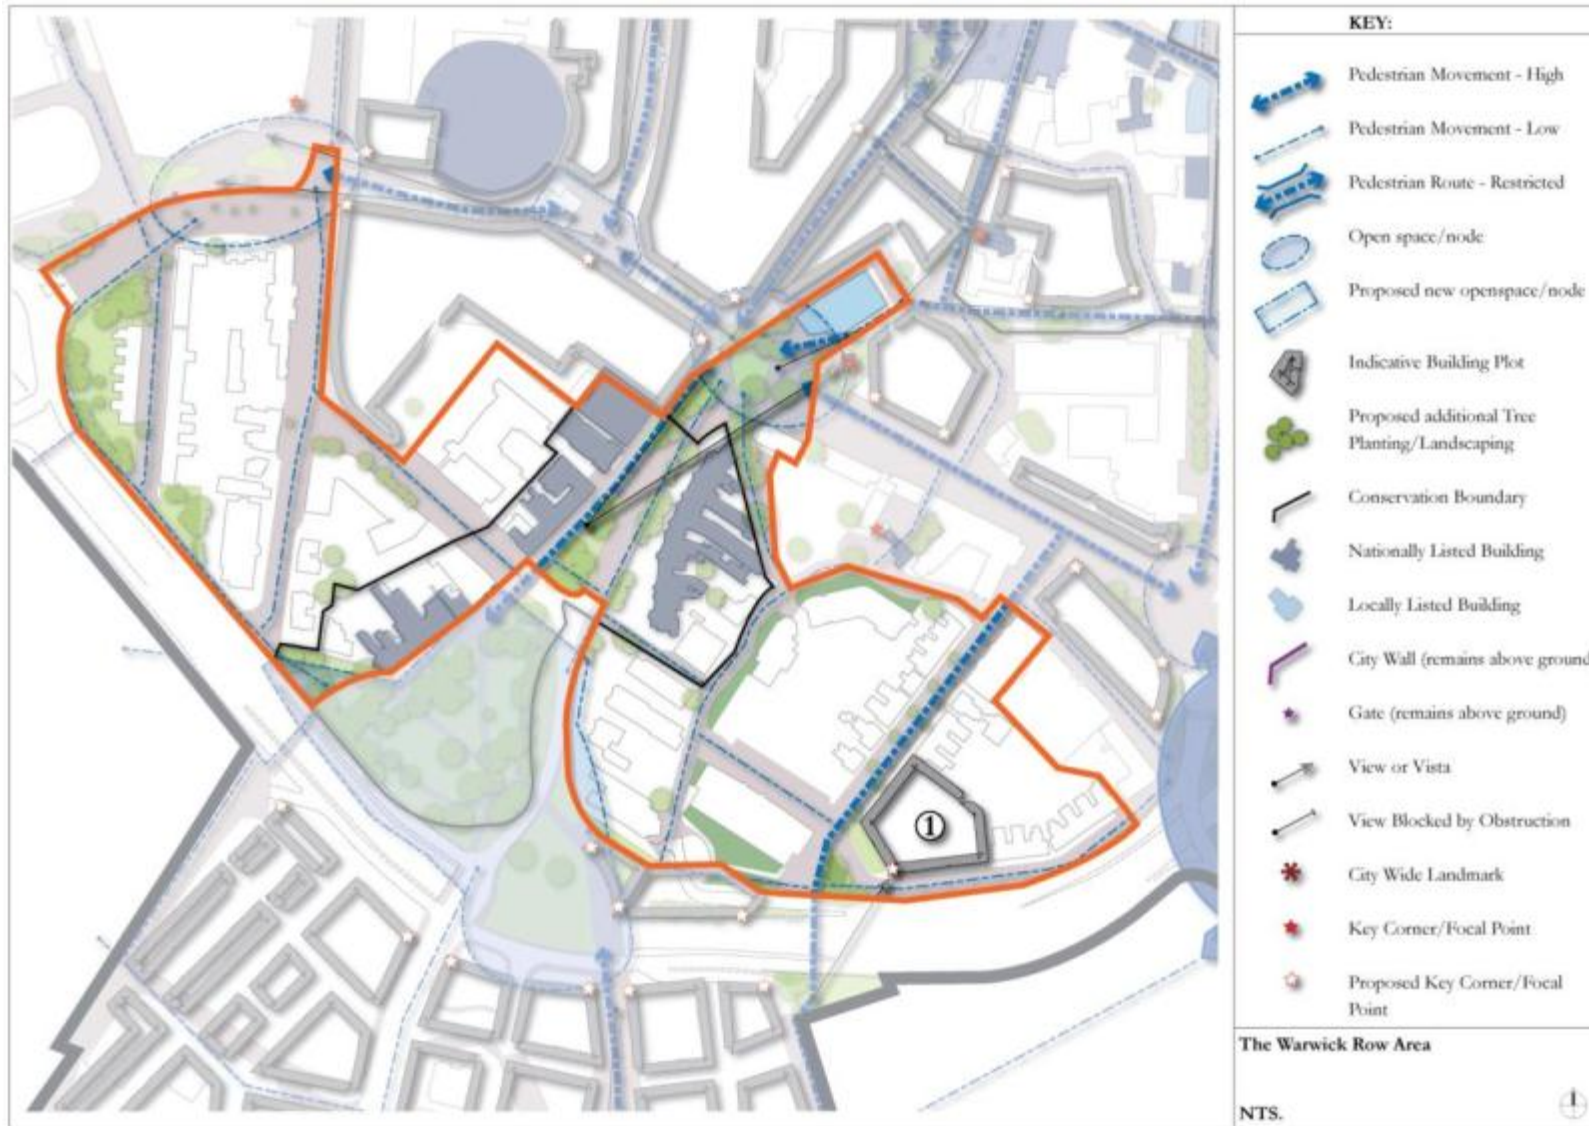 KEY:
Pedestrian Movement - High
Pedestrian Movement - Low
Pedestrian Route - Restricted
Open space/node
Proposed new openspace/node
Indicative Building Plot
Proposed additional Tree
Planting/Landscaping
Conservation Boundary
Nationally Listed Building
Locally Listed Building
City Wall (remains above ground
Gate (remains above ground)
View or Vista
View Blocked by Obstruction
City Wide Landmark
Key Corner/Focal Point
Proposed Key Corner/Focal
Point
1
The Warwick Row Area
NTS.